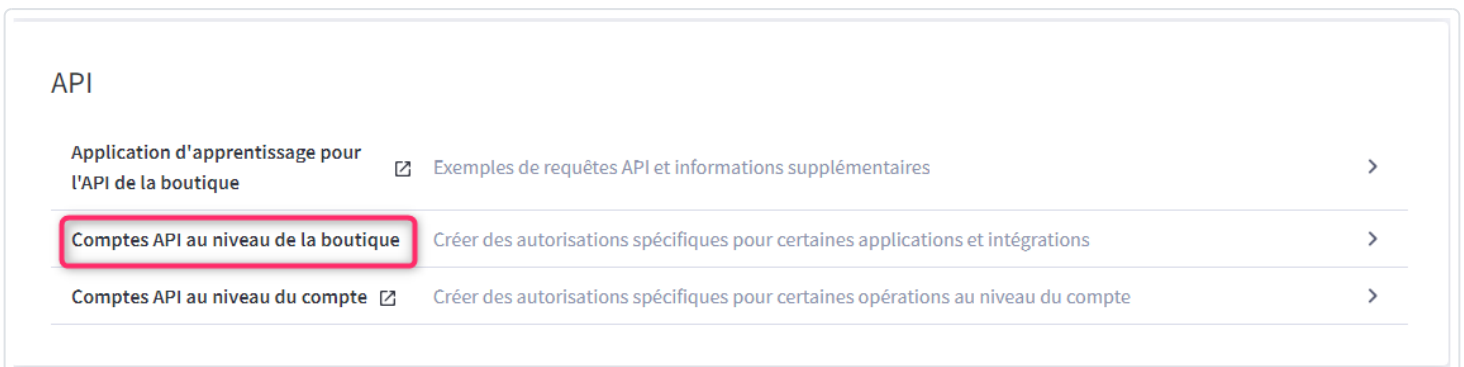 API
Application d'apprentissage pour
l'API de la boutique
Exemples de requêtes API et informations supplémentaires
Comptes API au niveau de la boutique
Créer des autorisations spécifiques pour certaines applications et intégrations
Comptes API au niveau du compte
Créer des autorisations spécifiques pour certaines opérations au niveau du compte